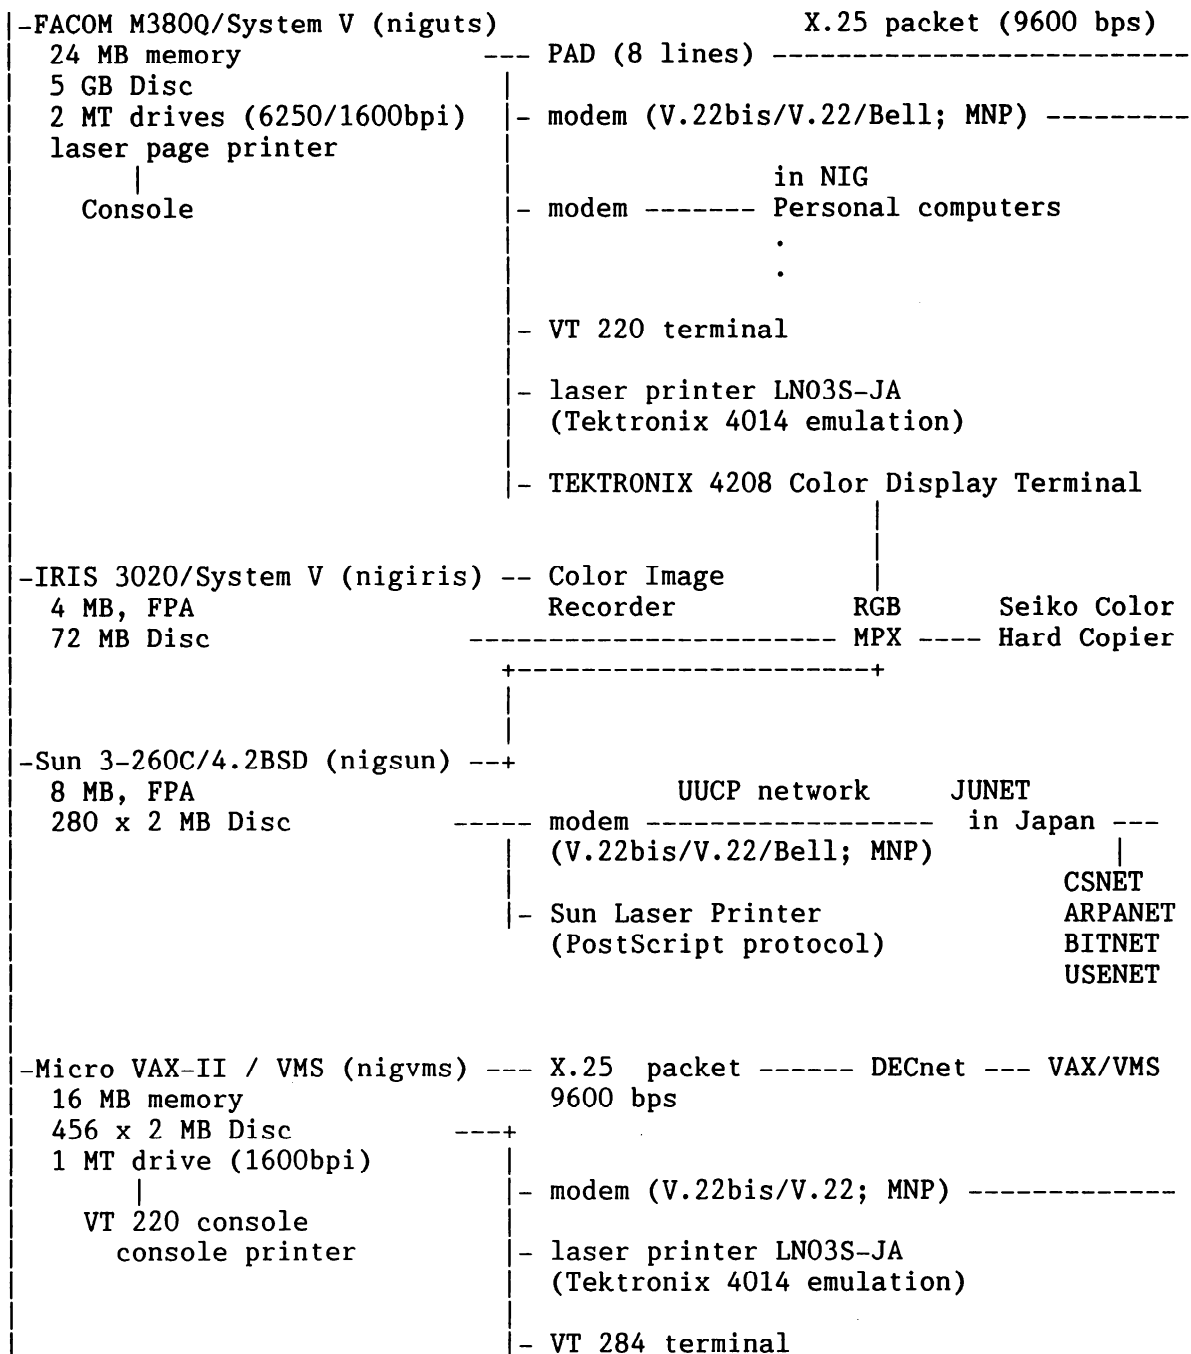 -FACOM M380Q/System V (niguts) X.25 packet (9600 bps)
24 MB memory --- PAD (8 lines) --------------------------
5 GB Disc
2 MT drives (6250/1600bpi) |- modem (V.22bis/V.22/Bell; MNP) ---------
laser page printer
| in NIG
Console |- modem ------- Personal computers
.
.
|- VT 220 terminal
|- laser printer LN03S-JA
(Tektronix 4014 emulation)
|- TEKTRONIX 4208 Color Display Terminal
|
-IRIS 3020/System V (nigiris) -- Color Image |
4 MB, FPA Recorder RGB Seiko Color
72 MB Disc ----------------------- MPX ---- Hard Copier
+----------------------+
|
-Sun 3-260C/4.2BSD (nigsun) --+
8 MB, FPA UUCP network JUNET
280 x 2 MB Disc ----- modem ------------------ in Japan ---
| (V.22bis/V.22/Bell; MNP) |
CSNET
|- Sun Laser Printer ARPANET
(PostScript protocol) BITNET
USENET
-Micro VAX-II / VMS (nigvms) --- X.25 packet ------ DECnet --- VAX/VMS
16 MB memory 9600 bps
456 x 2 MB Disc ---+
1 MT drive (1600bpi) |
| |- modem (V.22bis/V.22; MNP) -------------
VT 220 console
console printer |- laser printer LN03S-JA
(Tektronix 4014 emulation)
|- VT 284 terminal